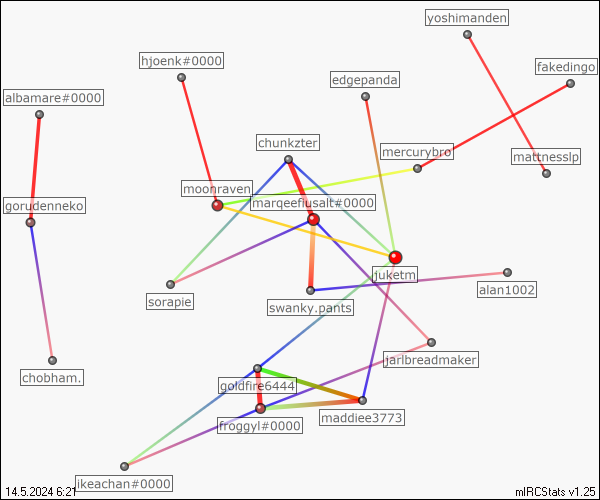 yoshimanden
hjoenk#0000
fakedingo
edgepanda
albamare#0000
chunkzter
mercurybro
mattnesslp
moonraven
marqeefiusalt#0000
gorudenneko
juketm
alan1002
sorapie
swanky.pants
jarlbreadmaker
chobham.
goldfire6444
maddiee3773
froggyl#0000
ikeachan#0000
14.5.2024 6:21
mIRCStats v1.25